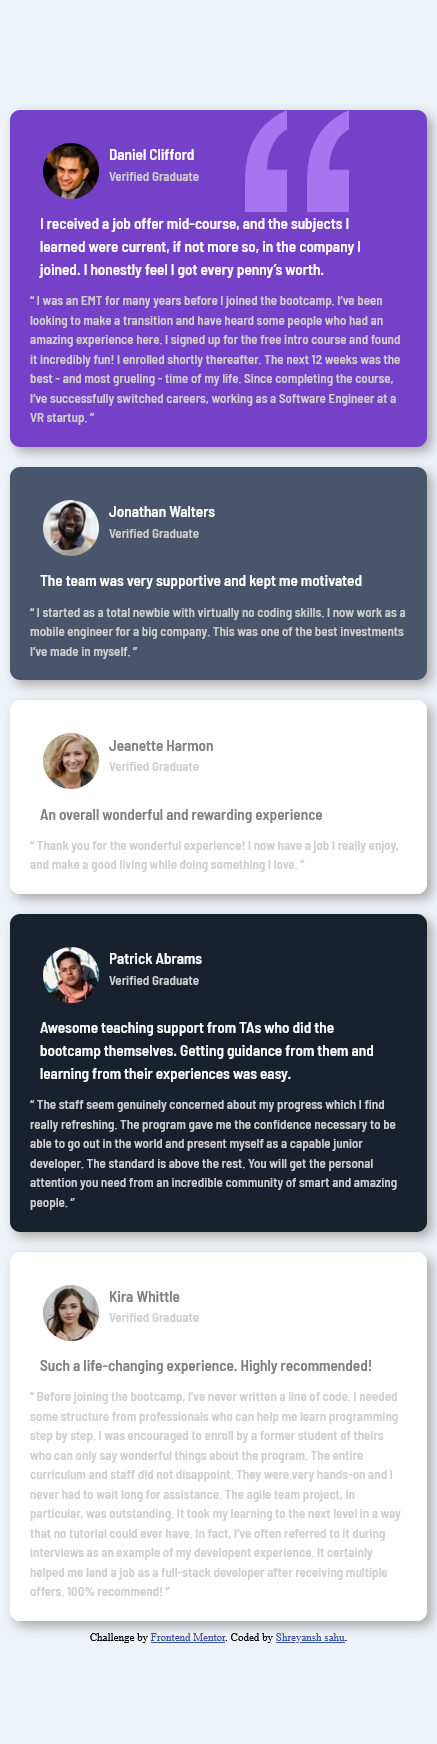 Daniel Clifford
Verified Graduate
I received a job offer mid-course, and the subjects I
learned were current, if not more so, in the company I
joined. I honestly feel I got every penny's worth.
“ I was an EMT for many years before I joined the bootcamp. I've been
looking to make a transition and have heard some people who had an
amazing experience here. I signed up for the free intro course and found
it incredibly fun! I enrolled shortly thereafter. The next 12 weeks was the
best - and most grueling - time of my life. Since completing the course,
I've successfully switched careers, working as a Software Engineer at a
VR startup. ”
Jonathan Walters
Verified Graduate
The team was very supportive and kept me motivated
“ I started as a total newbie with virtually no coding skills. I now work as a
mobile engineer for a big company. This was one of the best investments
I've made in myself. ”
Jeanette Harmon
Verified Graduate
An overall wonderful and rewarding experience
“ Thank you for the wonderful experience! I now have a job I really enjoy,
and make a good living while doing something I love. ”
Patrick Abrams
Verified Graduate
Awesome teaching support from TAs who did the
bootcamp themselves. Getting guidance from them and
learning from their experiences was easy.
“ The staff seem genuinely concerned about my progress which I find
really refreshing. The program gave me the confidence necessary to be
able to go out in the world and present myself as a capable junior
developer. The standard is above the rest. You will get the personal
attention you need from an incredible community of smart and amazing
people. ”
Kira Whittle
Verified Graduate
Such a life-changing experience. Highly recommended!
“ Before joining the bootcamp, I've never written a line of code. I needed
some structure from professionals who can help me learn programming
step by step. I was encouraged to enroll by a former student of theirs
who can only say wonderful things about the program. The entire
curriculum and staff did not disappoint. They were very hands-on and I
never had to wait long for assistance. The agile team project, in
particular, was outstanding. It took my learning to the next level in a way
that no tutorial could ever have. In fact, I've often referred to it during
interviews as an example of my developent experience. It certainly
helped me land a job as a full-stack developer after receiving multiple
offers. 100% recommend! ”
Challenge by Frontend Mentor. Coded by Shreyansh sahu.